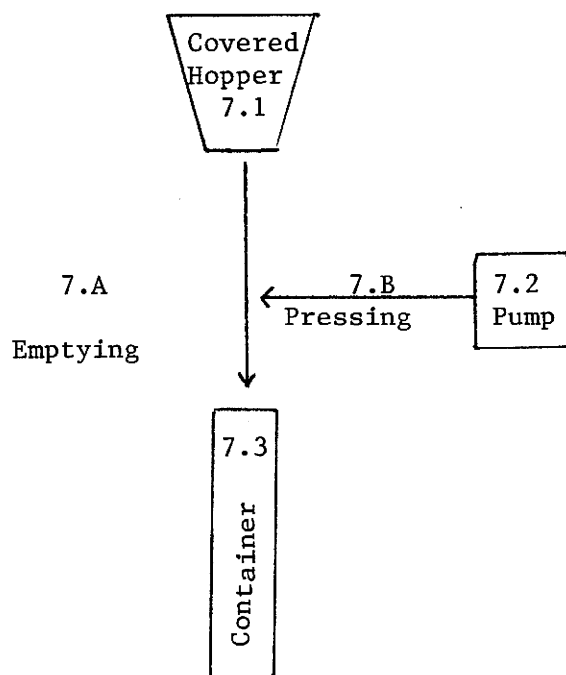 Covered
Hopper
7.1
7.A
Emptying
7.B
Pressing
7.2
Pump
7.3
Container